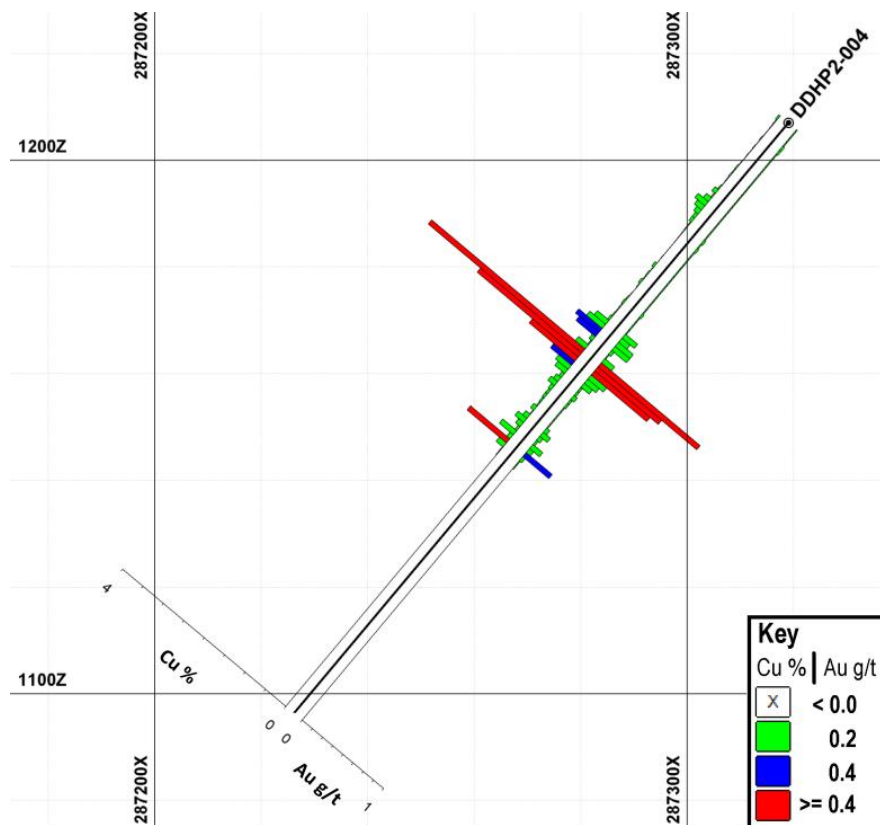 287200X
287300X
DDHP2-004
1200Z
4
Cu %
1100Z
0
0
Au g/t
1
287200X
287300X
Key
Cu % | Au g/t
X < 0.0
0.2
0.4
>= 0.4